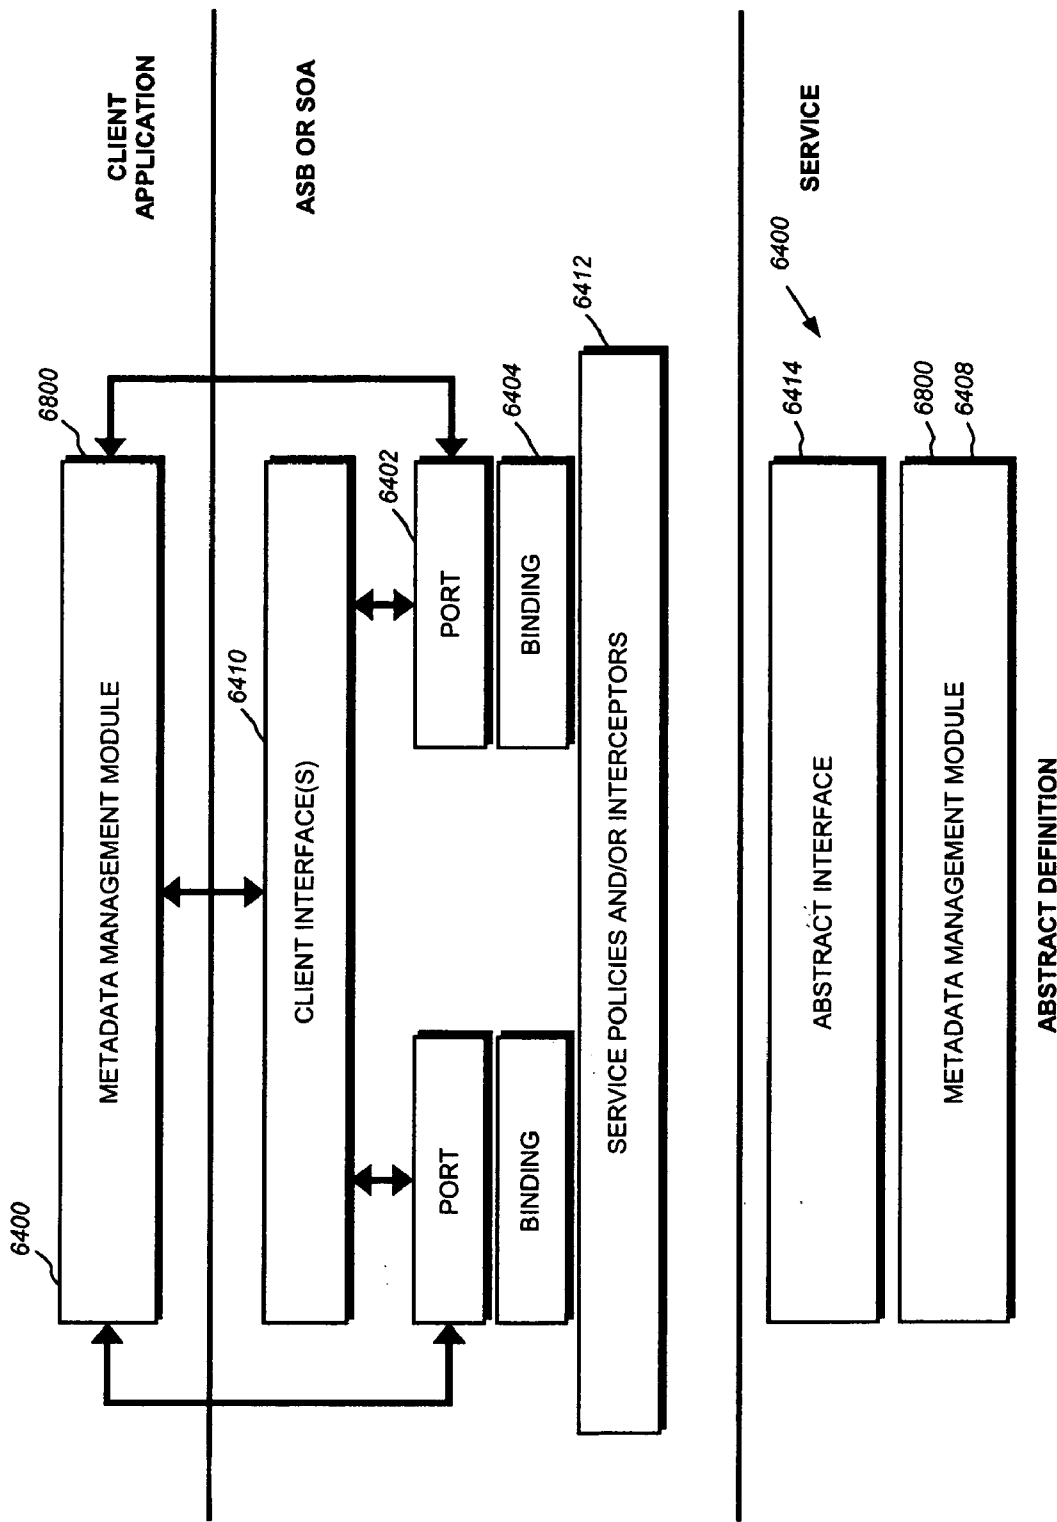 6400
METADATA MANAGEMENT MODULE
6800
CLIENT
APPLICATION
CLIENT INTERFACE(S)
6410
ASB OR SOA
PORT
PORT
6402
BINDING
BINDING
6404
SERVICE POLICIES AND/OR INTERCEPTORS
6412
SERVICE
6400
ABSTRACT INTERFACE
6414
METADATA MANAGEMENT MODULE
6800
6408
ABSTRACT DEFINITION